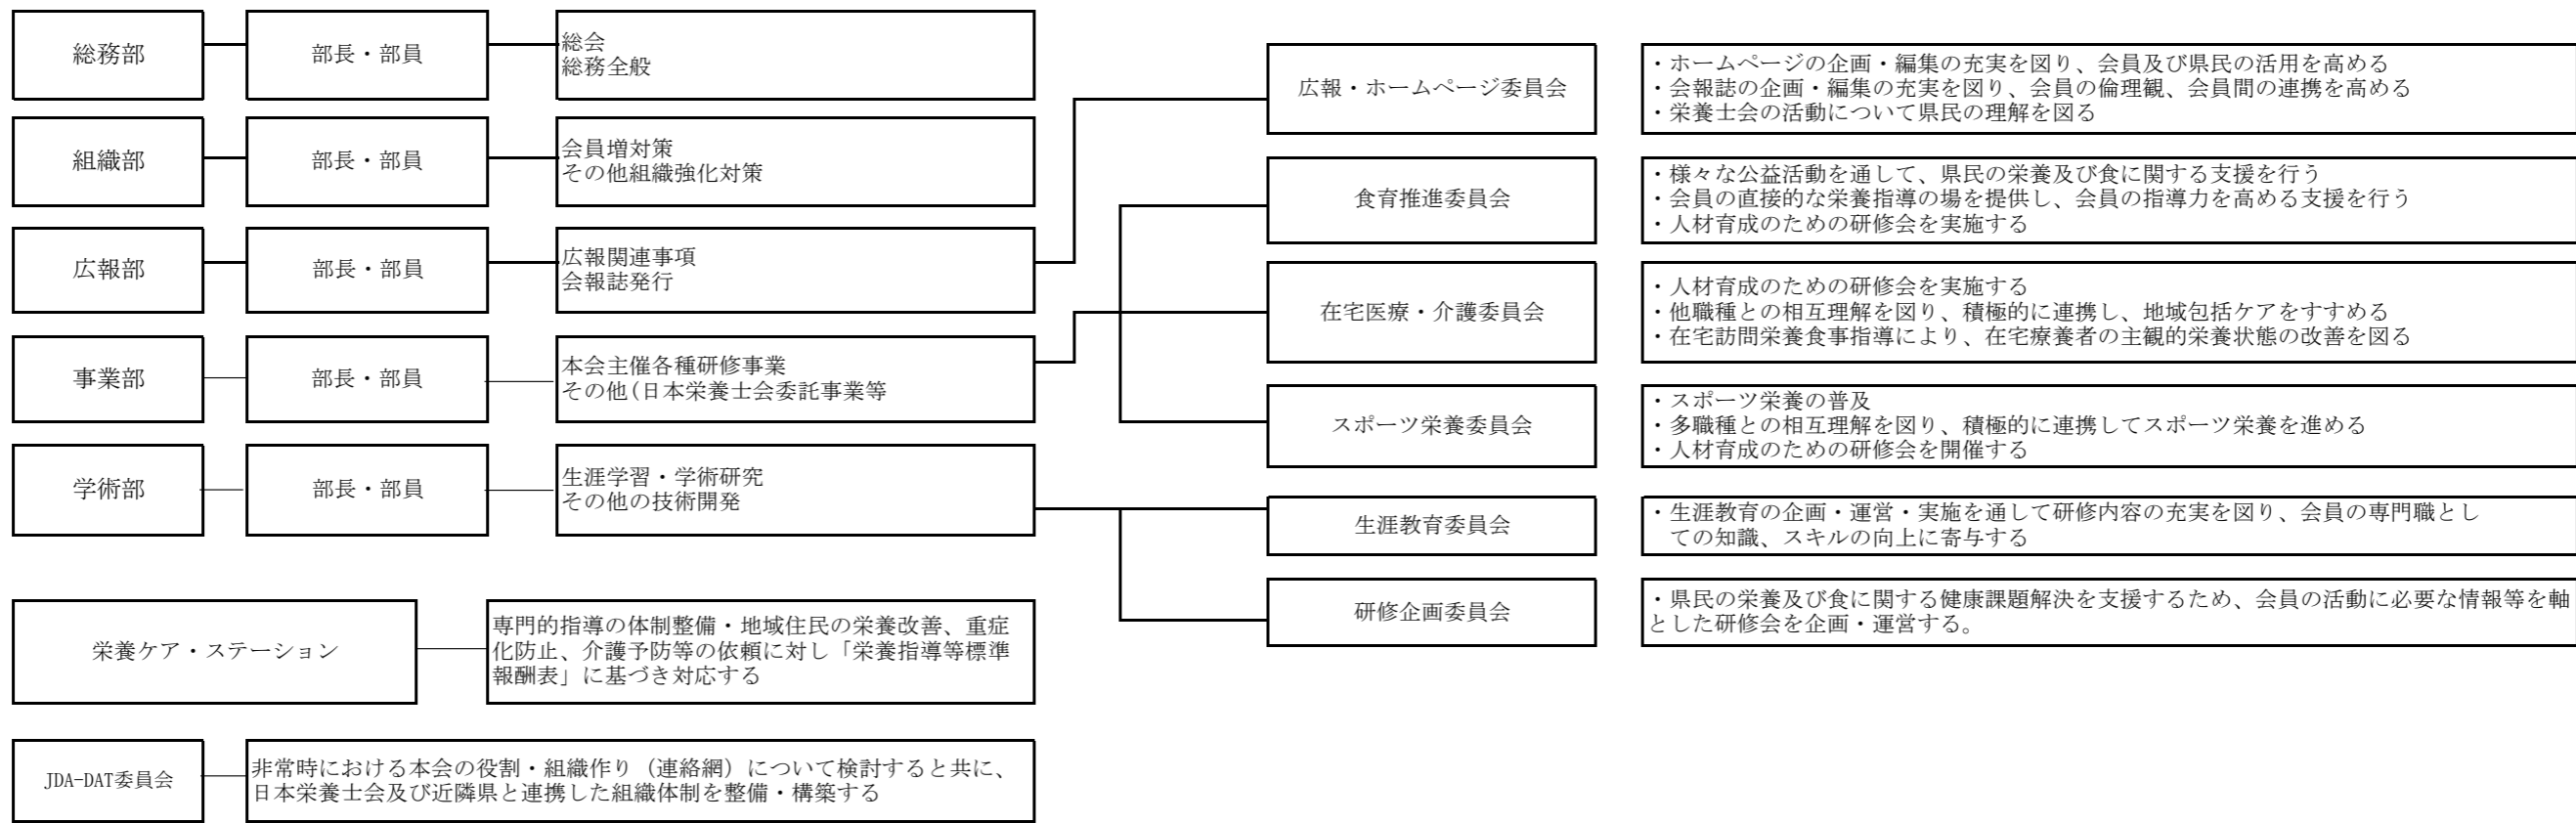 総務部
部長・部員
総会
総務全般
組織部
部長・部員
会員増対策
その他組織強化対策
広報部
部長・部員
広報関連事項
会報誌発行
事業部
部長・部員
本会主催各種研修事業
その他(日本栄養士会委託事業等
学術部
部長・部員
生涯学習・学術研究
その他の技術開発
栄養ケア・ステーション
専門的指導の体制整備・地域住民の栄養改善、重症
化防止、介護予防等の依頼に対し「栄養指導等標準
報酬表」に基づき対応する
JDA-DAT委員会
非常時における本会の役割・組織作り（連絡網）について検討すると共に、
日本栄養士会及び近隣県と連携した組織体制を整備・構築する
広報・ホームページ委員会
・ホームページの企画・編集の充実を図り、会員及び県民の活用を高める
・会報誌の企画・編集の充実を図り、会員の倫理観、会員間の連携を高める
・栄養士会の活動について県民の理解を図る
食育推進委員会
・様々な公益活動を通して、県民の栄養及び食に関する支援を行う
・会員の直接的な栄養指導の場を提供し、会員の指導力を高める支援を行う
・人材育成のための研修会を実施する
在宅医療・介護委員会
・人材育成のための研修会を実施する
・他職種との相互理解を図り、積極的に連携し、地域包括ケアをすすめる
・在宅訪問栄養食事指導により、在宅療養者の主観的栄養状態の改善を図る
スポーツ栄養委員会
・スポーツ栄養の普及
・多職種との相互理解を図り、積極的に連携してスポーツ栄養を進める
・人材育成のための研修会を開催する
生涯教育委員会
・生涯教育の企画・運営・実施を通して研修内容の充実を図り、会員の専門職とし
ての知識、スキルの向上に寄与する
研修企画委員会
・県民の栄養及び食に関する健康課題解決を支援するため、会員の活動に必要な情報等を軸
とした研修会を企画・運営する。